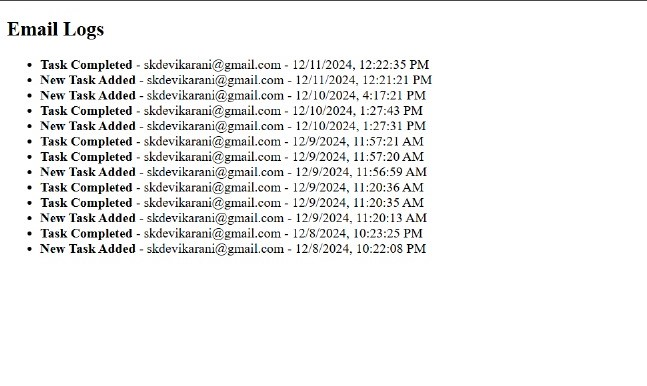 Email Logs
• Task Completed - skdevikarani@gmail.com - 12/11/2024, 12:22:35 PM
• New Task Added - skdevikarani@gmail.com - 12/11/2024, 12:21:21 PM
• New Task Added - skdevikarani@gmail.com - 12/10/2024, 4:17:21 PM
• Task Completed - skdevikarani@gmail.com - 12/10/2024, 1:27:43 PM
• New Task Added - skdevikarani@gmail.com - 12/10/2024, 1:27:31 PM
• Task Completed - skdevikarani@gmail.com - 12/9/2024, 11:57:21 AM
• Task Completed - skdevikarani@gmail.com - 12/9/2024, 11:57:20 AM
• New Task Added - skdevikarani@gmail.com - 12/9/2024, 11:56:59 AM
• Task Completed - skdevikarani@gmail.com - 12/9/2024, 11:20:36 AM
• Task Completed - skdevikarani@gmail.com - 12/9/2024, 11:20:35 AM
• New Task Added - skdevikarani@gmail.com - 12/9/2024, 11:20:13 AM
• Task Completed - skdevikarani@gmail.com - 12/8/2024, 10:23:25 PM
• New Task Added - skdevikarani@gmail.com - 12/8/2024, 10:22:08 PM